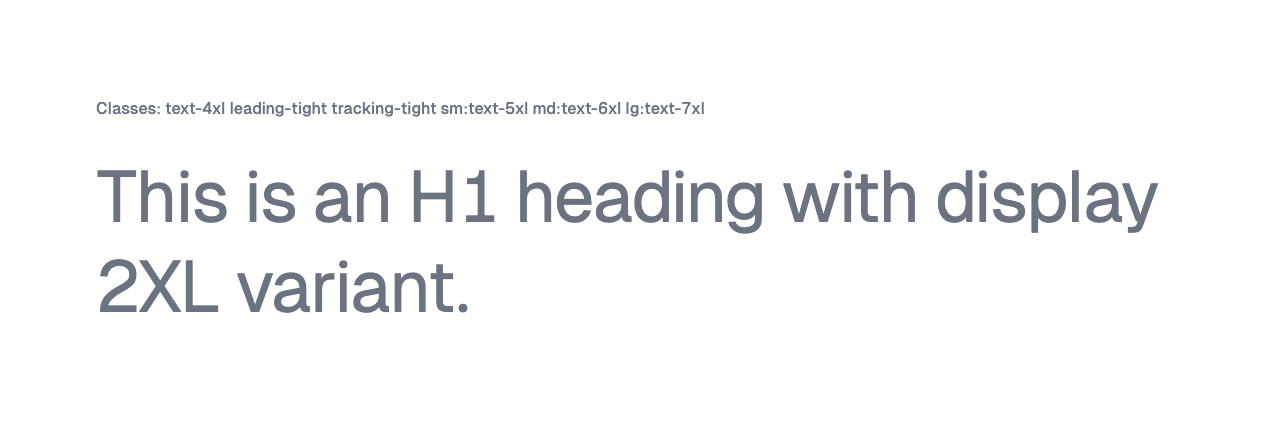 Classes: text-4xl leading-tight tracking-tight sm:text-5xl md:text-6xl lg:text-7xl
This is an H1 heading with display
2XL variant.